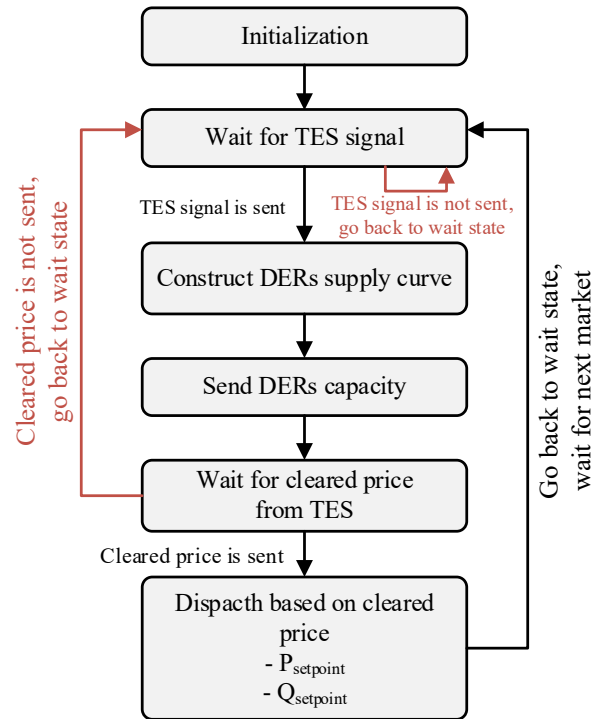 Initialization
Wait for TES signal
TES signal is sent
TES signal is not sent,
go back to wait state
Construct DERs supply curve
Send DERs capacity
Wait for cleared price
from TES
Cleared price is sent
Dispacth based on cleared
price
- Psetpoint
- Qsetpoint
Cleared price is not sent,
go back to wait state
Go back to wait state,
wait for next market